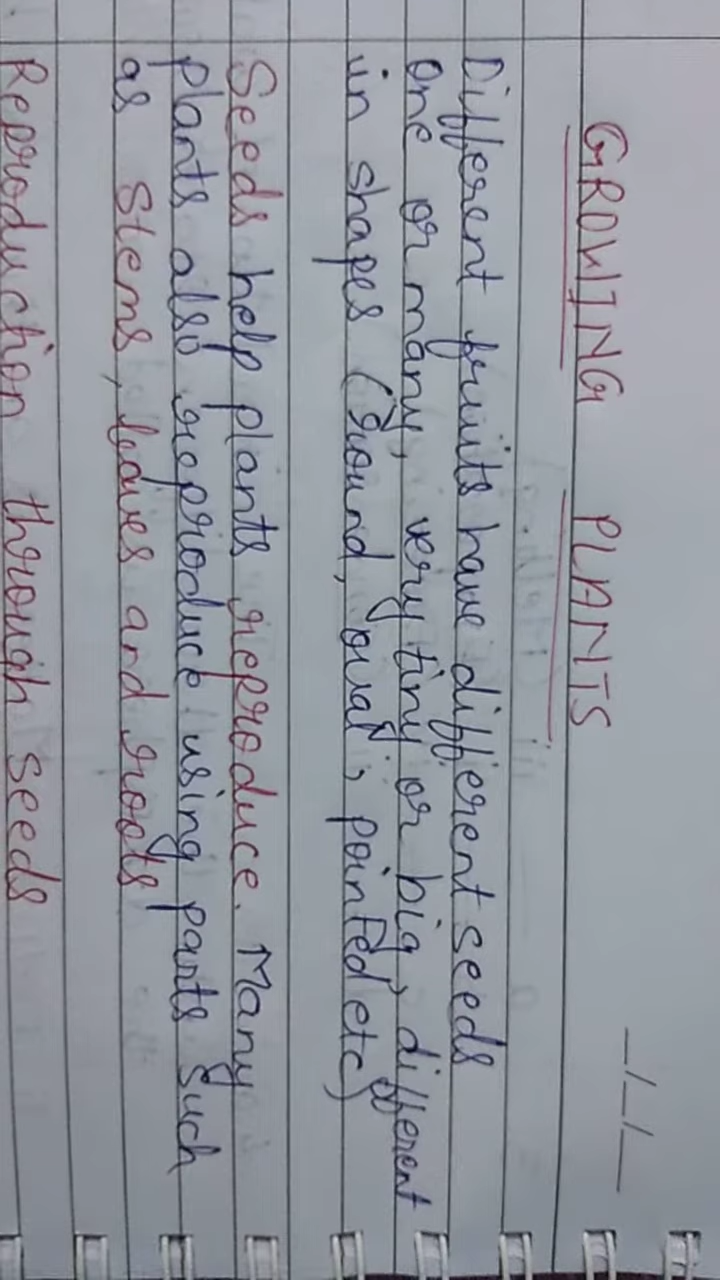 _/_/_
GROWING PLANTS
Different fruits have different seeds
one or many, very tiny or big, different
in shapes (round, oval, pointed etc)
Seeds help plants reproduce. Many
plants also reproduce using parts such
as stems, leaves and roots
Reproduction through seeds